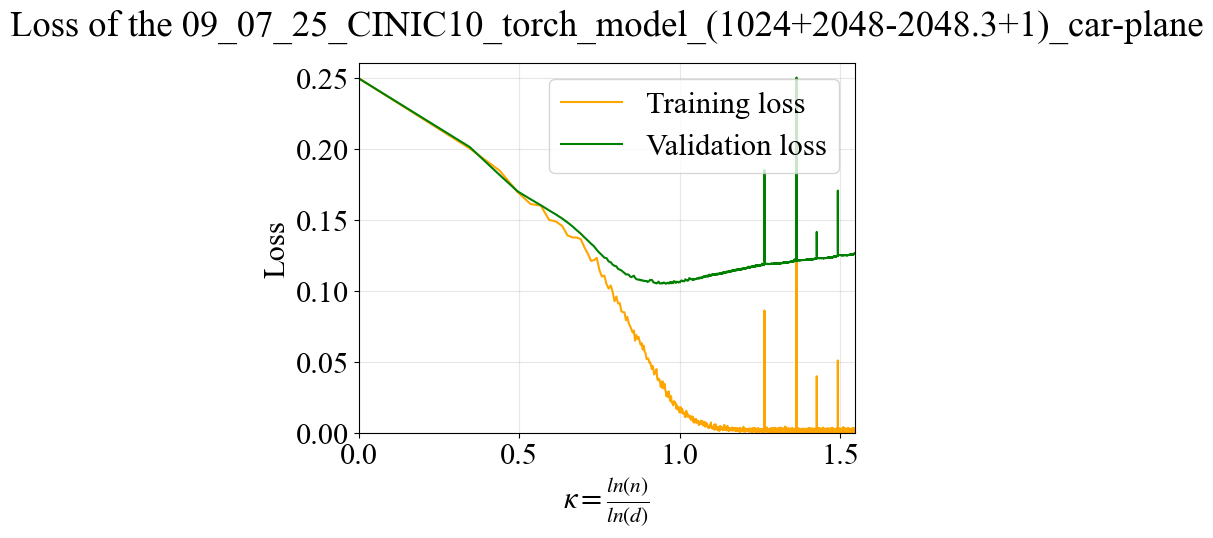 Loss of the 09_07_25_CINIC10_torch_model_(1024+2048-2048.3+1)_car-plane
0.25
0.20
0.15
0.10
0.05
0.00
Loss
Training loss
Validation loss
0.0 0.5 1.0 1.5
κ = ln(n)/ln(d)